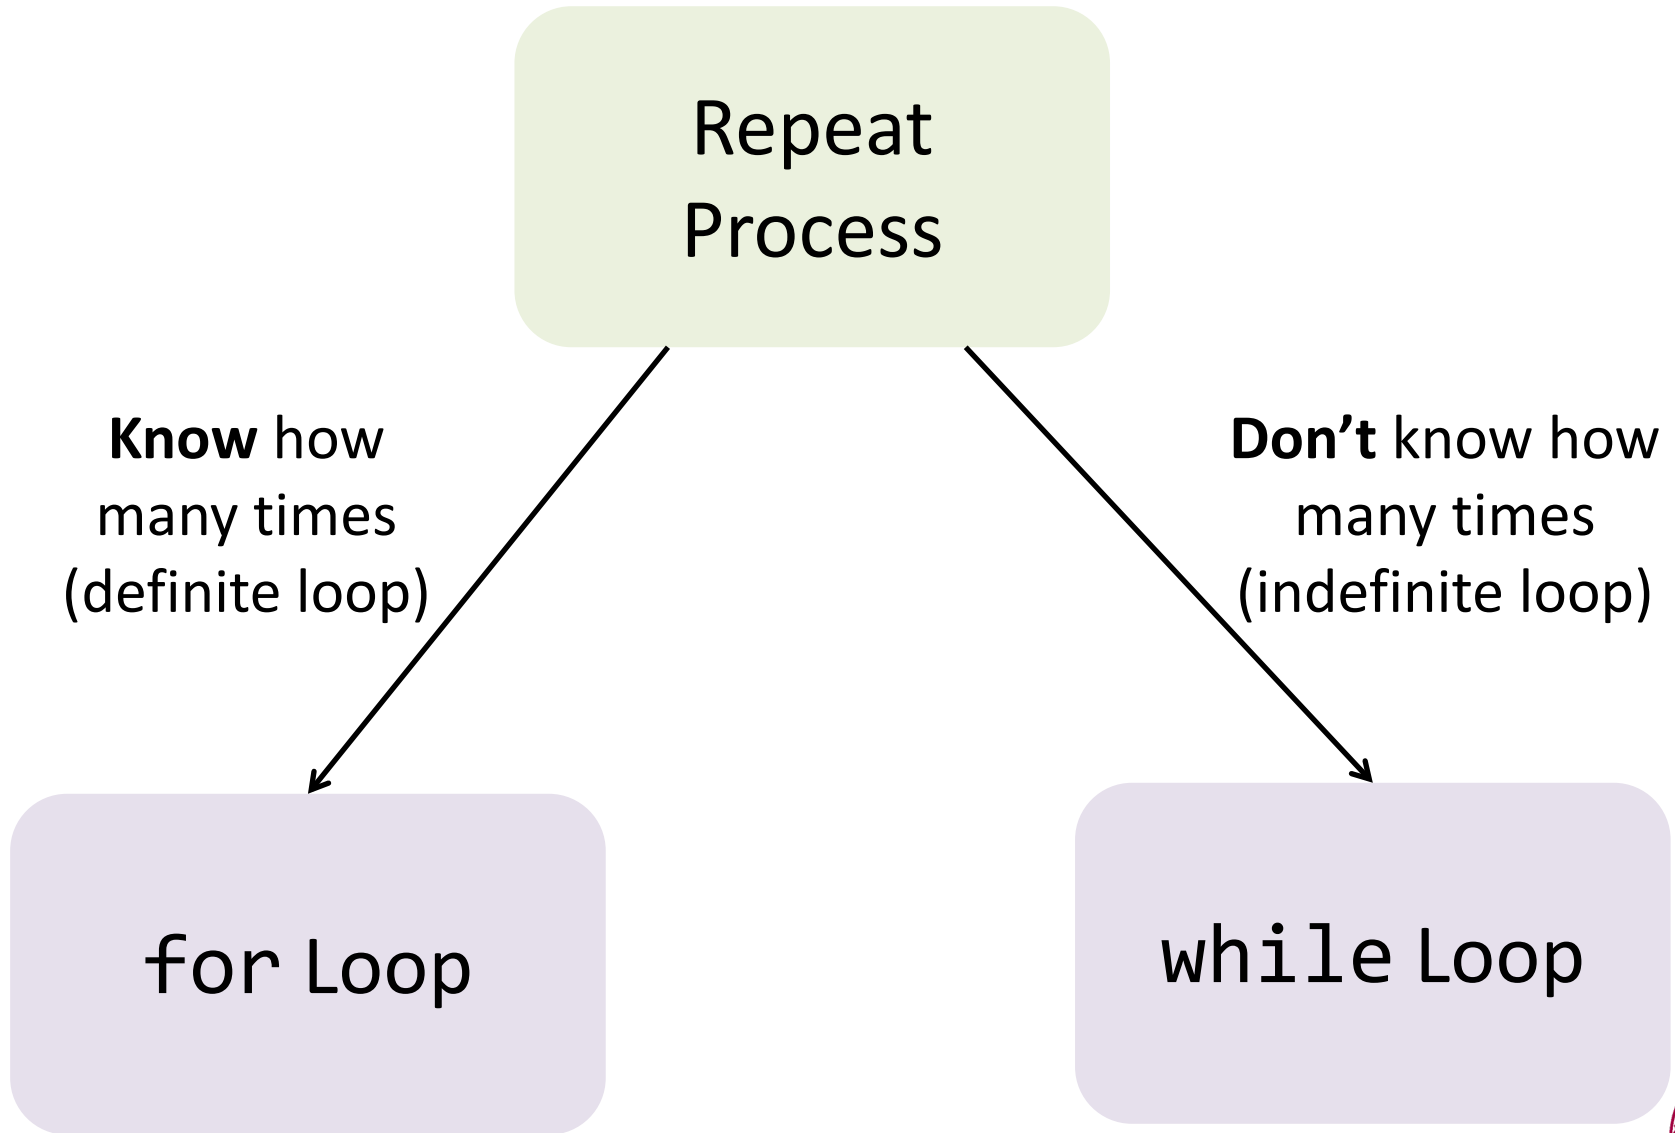 Repeat
Process
Know how
many times
(definite loop)
Don’t know how
many times
(indefinite loop)
for Loop
while Loop